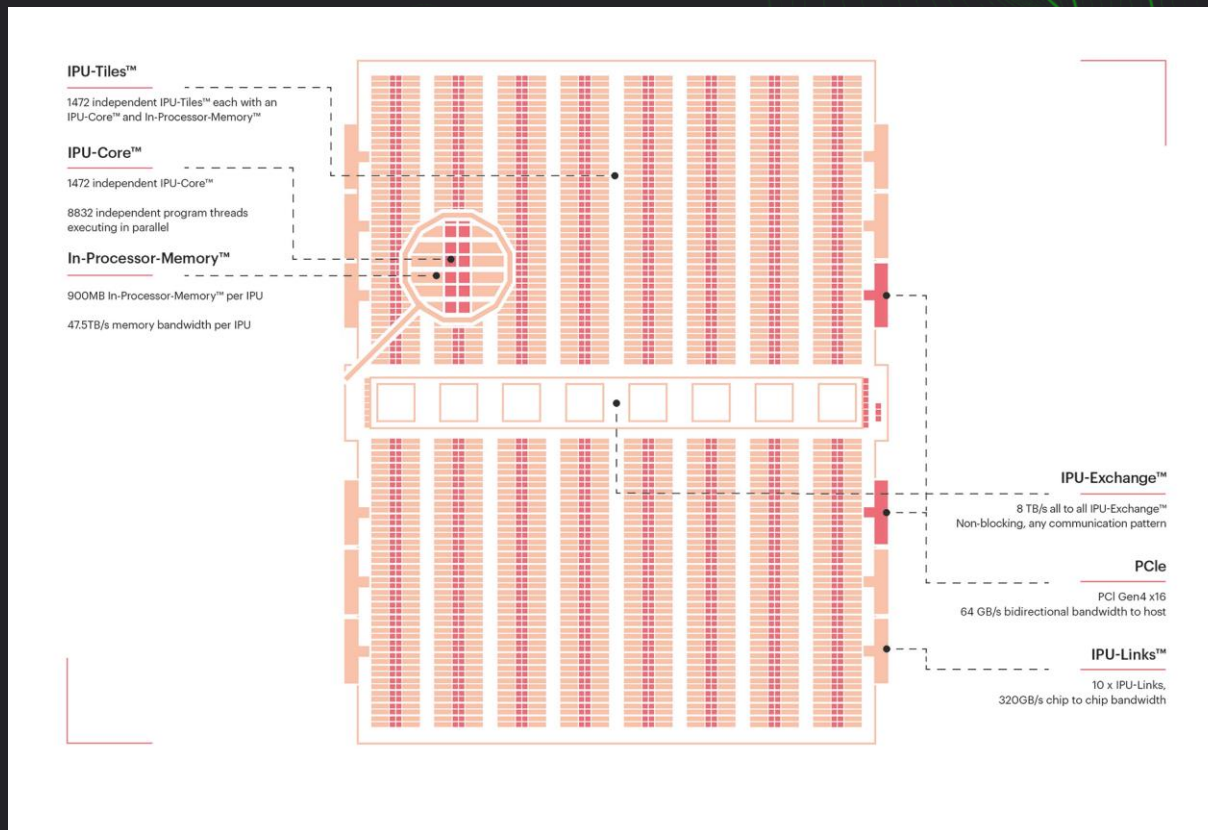 IPU-Tiles™
1472 independent IPU-Tiles™ each with an
IPU-Core™ and In-Processor-Memory™
IPU-Core™
1472 independent IPU-Core™
8832 independent program threads
executing in parallel
In-Processor-Memory™
900MB In-Processor-Memory™ per IPU
47.5TB/s memory bandwidth per IPU
IPU-Exchange™
8 TB/s all to all IPU-Exchange™
Non-blocking, any communication pattern
PCIe
PCI Gen4 x16
64 GB/s bidirectional bandwidth to host
IPU-Links™
10 x IPU-Links,
320GB/s chip to chip bandwidth